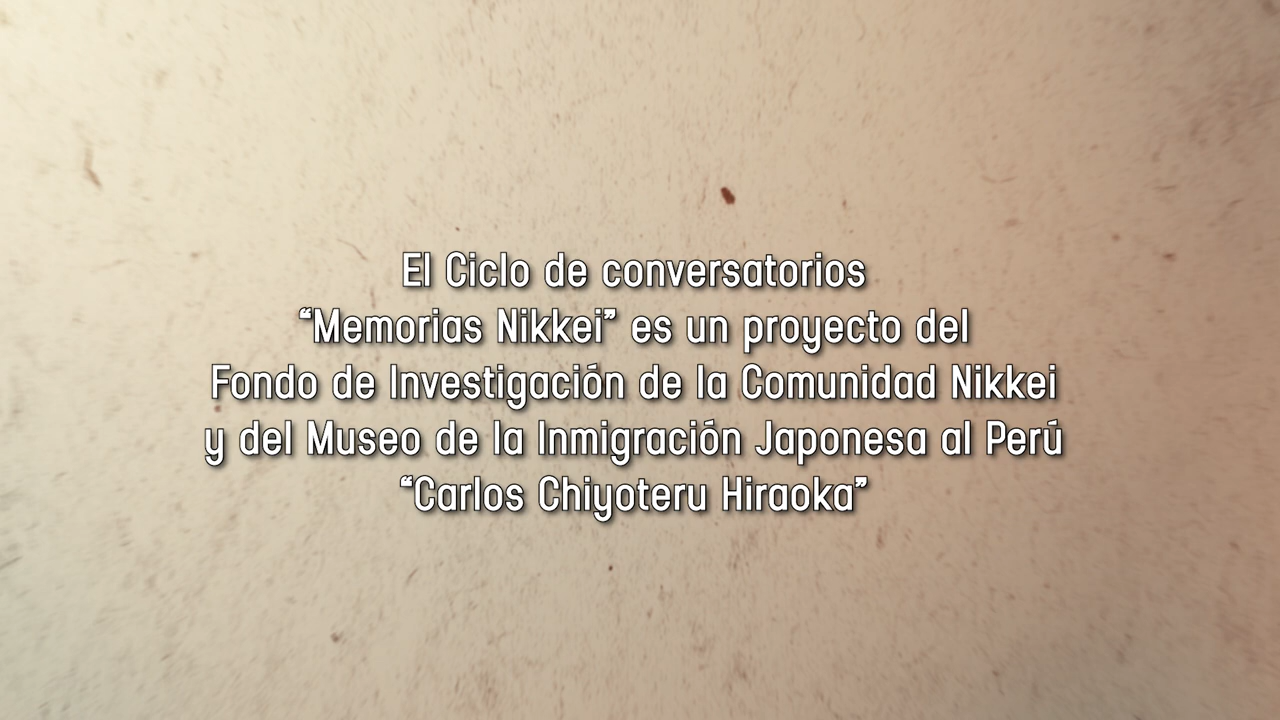 El Ciclo de conversatorios
“Memorias Nikkei” es un proyecto del
Fondo de Investigación de la Comunidad Nikkei
y del Museo de la Inmigración Japonesa al Perú
“Carlos Chiyoteru Hiraoka”